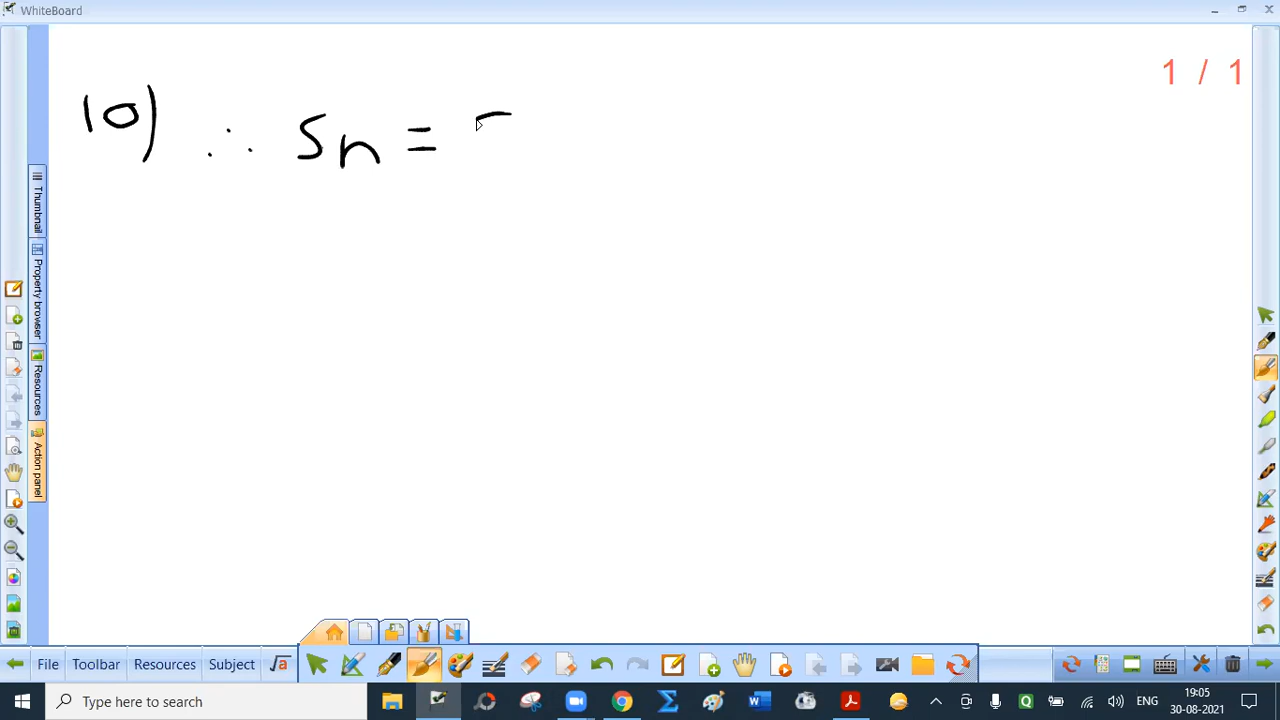 WhiteBoard
1 / 1
10) ∴ Sn =
Thumbnail
Property browser
Resources
Action panel
File Toolbar Resources Subject √a
Type here to search
ENG
19:05
30-08-2021